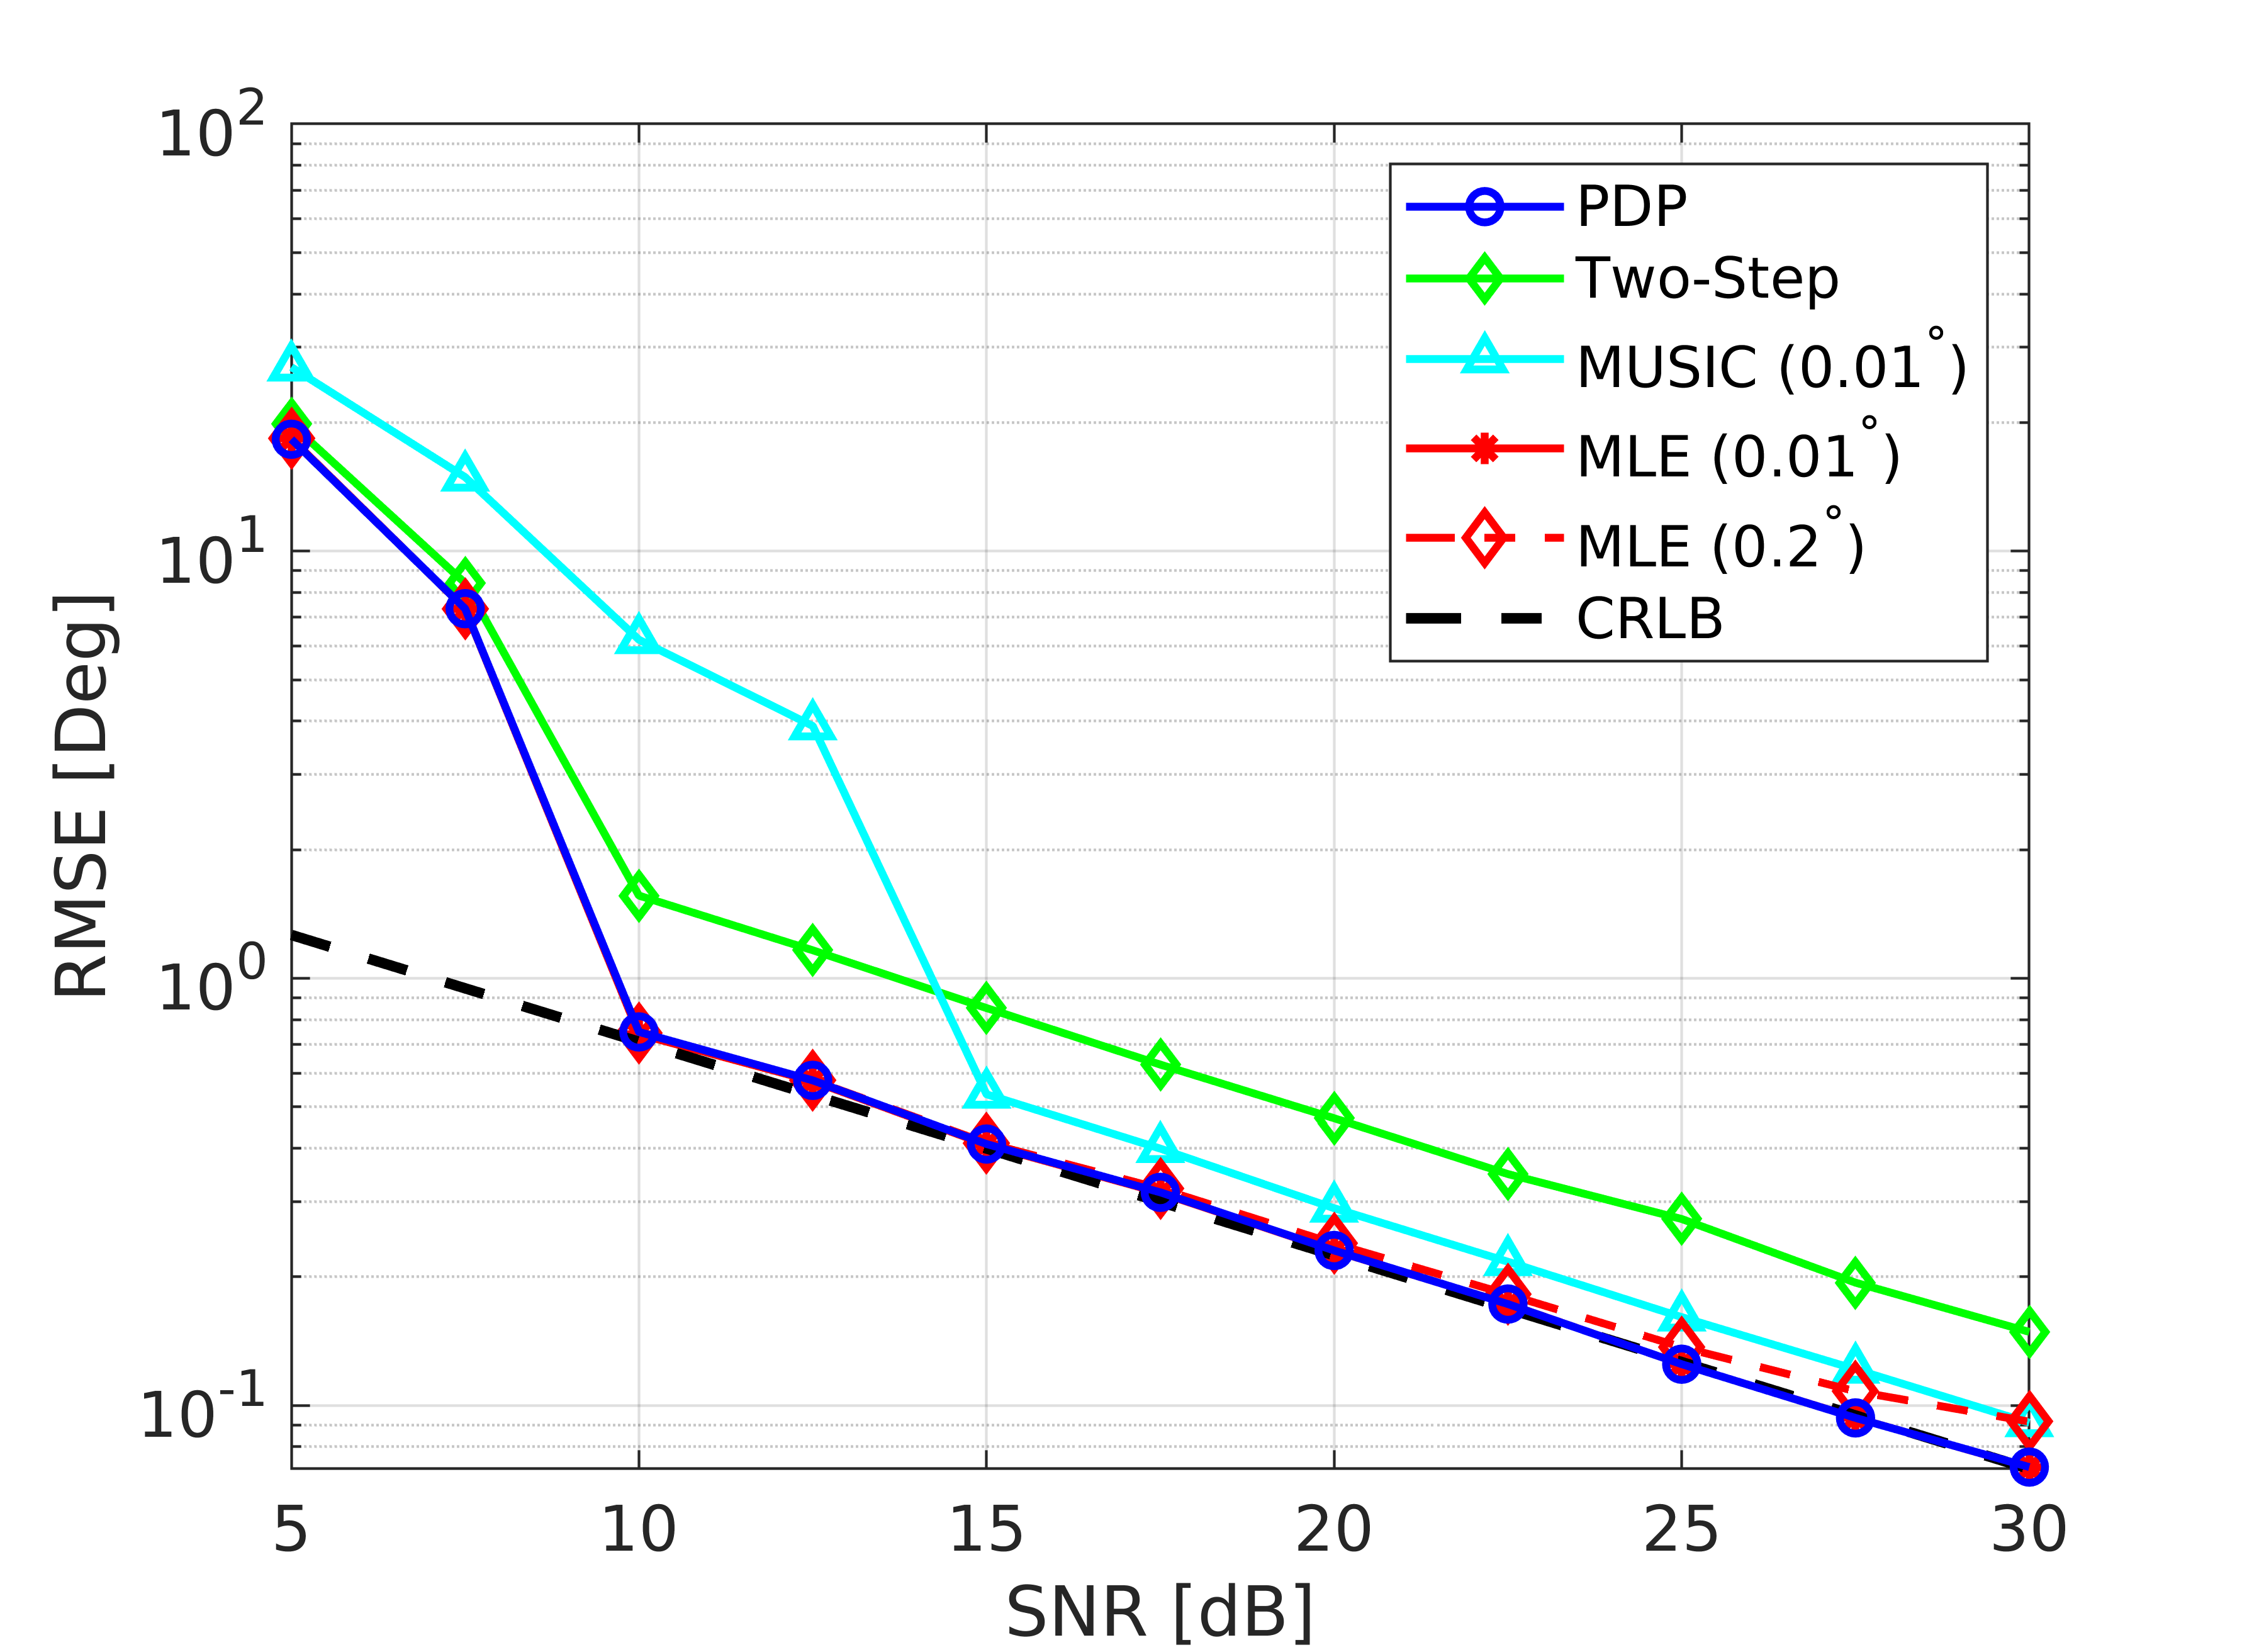 10^2
10^1
10^0
10^-1
RMSE [Deg]
PDP
Two-Step
MUSIC (0.01°)
MLE (0.01°)
MLE (0.2°)
CRLB
5 10 15 20 25 30
SNR [dB]